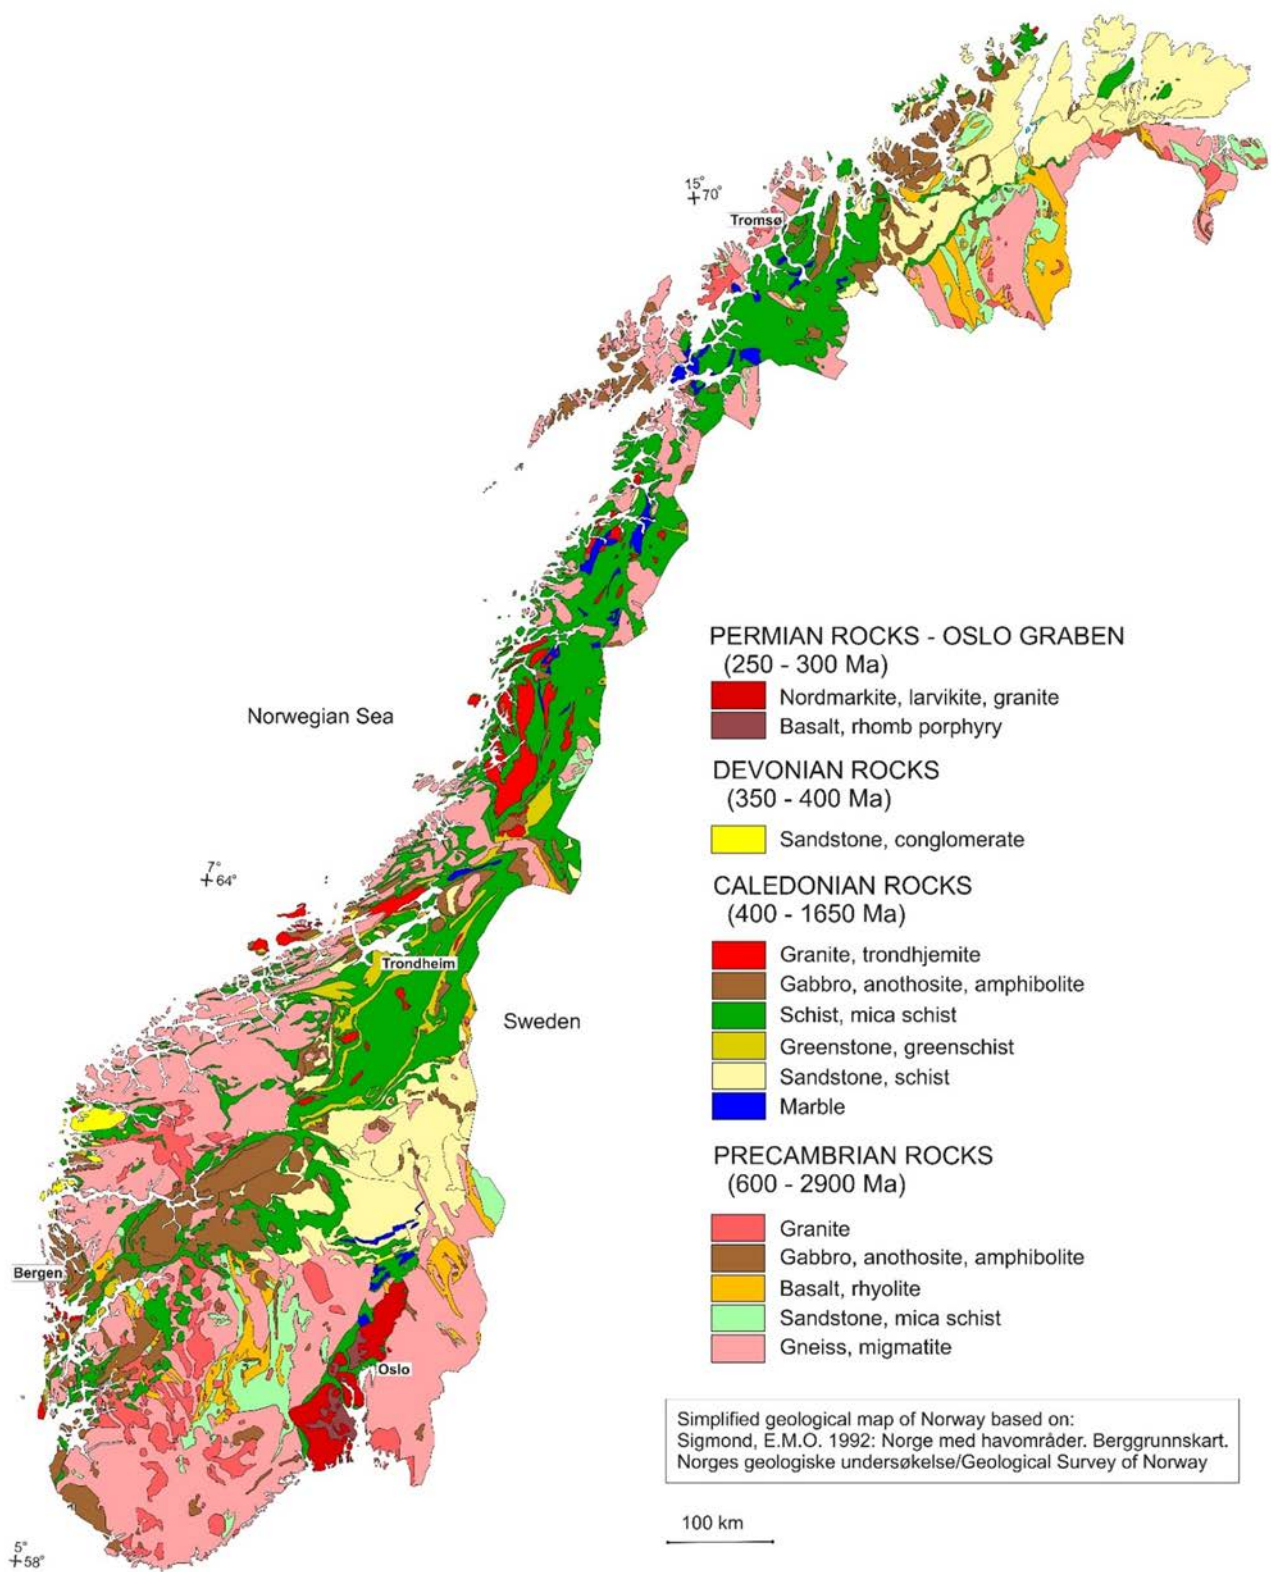 15°
+70°
Tromsø
PERMIAN ROCKS - OSLO GRABEN
(250 - 300 Ma)
Nordmarkite, larvikite, granite
Basalt, rhomb porphyry
Norwegian Sea
DEVONIAN ROCKS
(350 - 400 Ma)
Sandstone, conglomerate
7°
+64°
CALEDONIAN ROCKS
(400 - 1650 Ma)
Granite, trondhjemite
Gabbro, anothosite, amphibolite
Schist, mica schist
Greenstone, greenschist
Sandstone, schist
Marble
Trondheim
Sweden
PRECAMBRIAN ROCKS
(600 - 2900 Ma)
Granite
Gabbro, anothosite, amphibolite
Basalt, rhyolite
Sandstone, mica schist
Gneiss, migmatite
Bergen
Oslo
Simplified geological map of Norway based on:
Sigmond, E.M.O. 1992: Norge med havområder. Berggrunnskart.
Norges geologiske undersøkelse/Geological Survey of Norway
100 km
5°
+58°